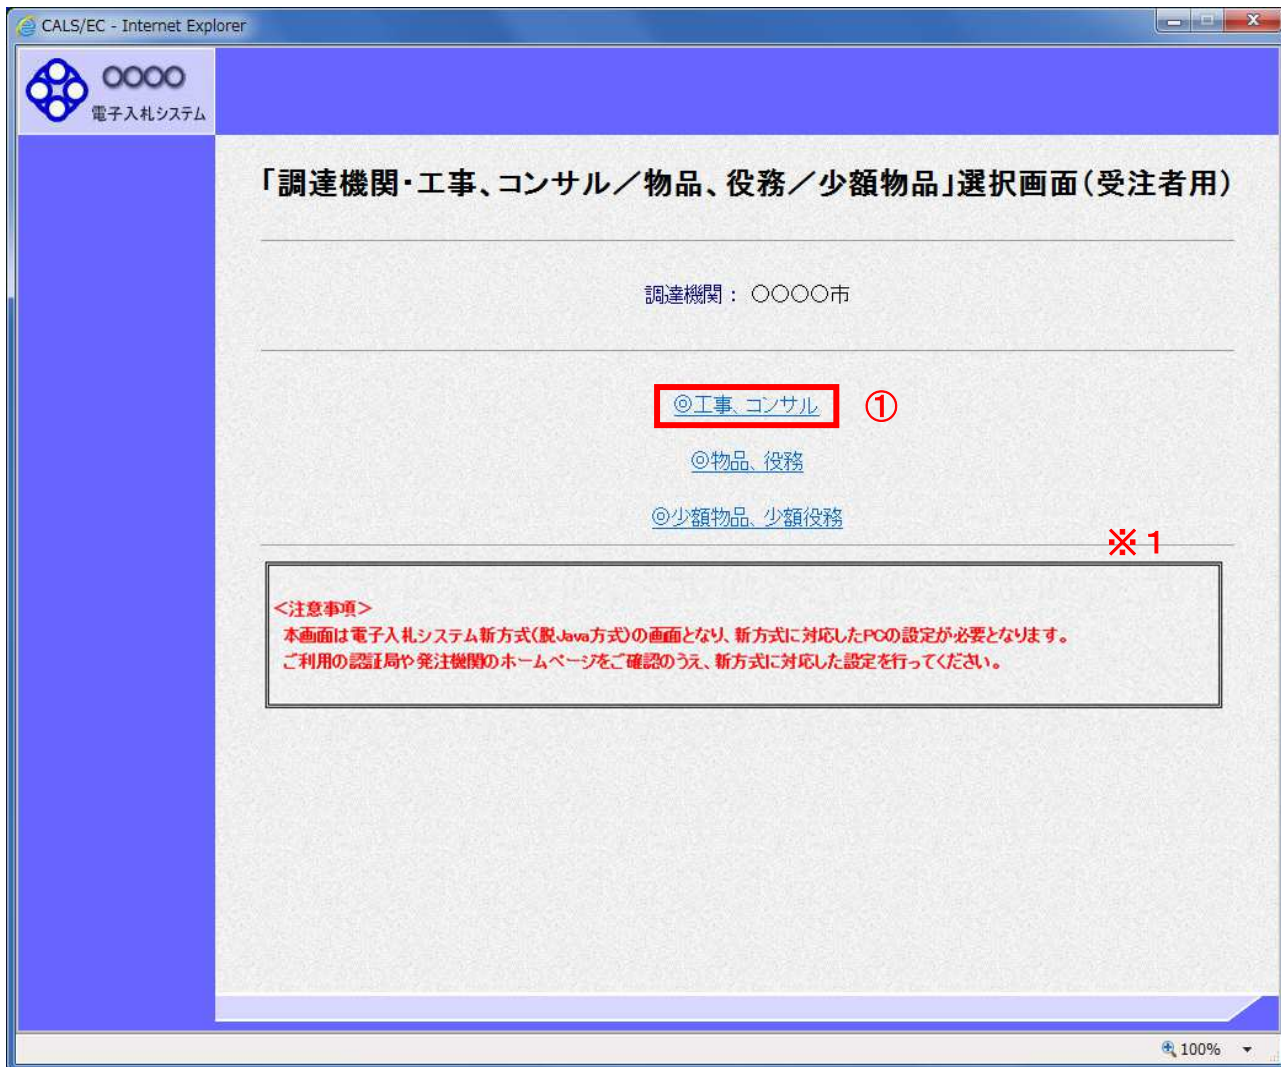 CALS/EC - Internet Explorer
○○○○
電子入札システム
「調達機関・工事、コンサル／物品、役務／少額物品」選択画面(受注者用)
調達機関： ○○○○市
◎工事、コンサル ①
◎物品、役務
◎少額物品、少額役務
※1
＜注意事項＞
本画面は電子入札システム新方式(脱Java方式)の画面となり、新方式に対応したPCの設定が必要となります。
ご利用の認証局や発注機関のホームページをご確認のうえ、新方式に対応した設定を行ってください。
100%